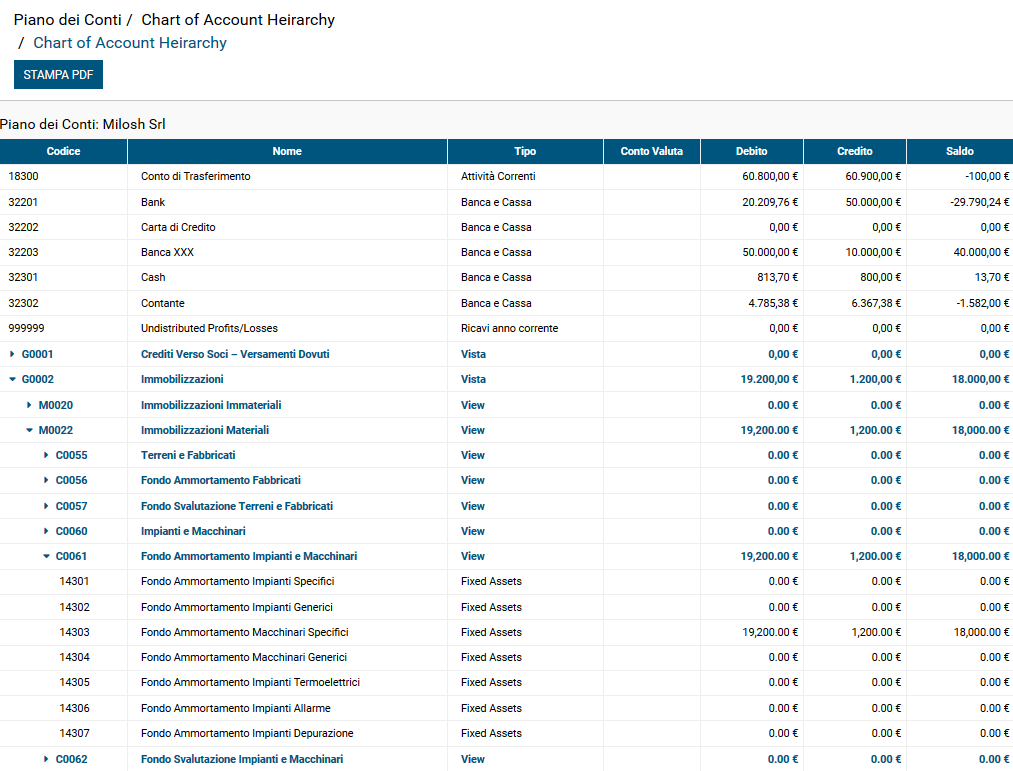 Piano dei Conti / Chart of Account Heirarchy
/ Chart of Account Heirarchy
STAMPA PDF
Piano dei Conti: Milosh Srl
Codice Nome Tipo Conto Valuta Debito Credito Saldo
18300 Conto di Trasferimento Attività Correnti 60.800,00 € 60.900,00 € -100,00 €
32201 Bank Banca e Cassa 20.209,76 € 50.000,00 € -29.790,24 €
32202 Carta di Credito Banca e Cassa 0,00 € 0,00 € 0,00 €
32203 Banca XXX Banca e Cassa 50.000,00 € 10.000,00 € 40.000,00 €
32301 Cash Banca e Cassa 813,70 € 800,00 € 13,70 €
32302 Contante Banca e Cassa 4.785,38 € 6.367,38 € -1.582,00 €
999999 Undistributed Profits/Losses Ricavi anno corrente 0,00 € 0,00 € 0,00 €
G0001 Crediti Verso Soci – Versamenti Dovuti Vista 0,00 € 0,00 € 0,00 €
G0002 Immobilizzazioni Vista 19.200,00 € 1.200,00 € 18.000,00 €
M0020 Immobilizzazioni Immateriali View 0.00 € 0.00 € 0.00 €
M0022 Immobilizzazioni Materiali View 19,200.00 € 1,200.00 € 18,000.00 €
C0055 Terreni e Fabbricati View 0.00 € 0.00 € 0.00 €
C0056 Fondo Ammortamento Fabbricati View 0.00 € 0.00 € 0.00 €
C0057 Fondo Svalutazione Terreni e Fabbricati View 0.00 € 0.00 € 0.00 €
C0060 Impianti e Macchinari View 0.00 € 0.00 € 0.00 €
C0061 Fondo Ammortamento Impianti e Macchinari View 19,200.00 € 1,200.00 € 18,000.00 €
14301 Fondo Ammortamento Impianti Specifici Fixed Assets 0.00 € 0.00 € 0.00 €
14302 Fondo Ammortamento Impianti Generici Fixed Assets 0.00 € 0.00 € 0.00 €
14303 Fondo Ammortamento Macchinari Specifici Fixed Assets 19,200.00 € 1,200.00 € 18,000.00 €
14304 Fondo Ammortamento Macchinari Generici Fixed Assets 0.00 € 0.00 € 0.00 €
14305 Fondo Ammortamento Impianti Termoelettrici Fixed Assets 0.00 € 0.00 € 0.00 €
14306 Fondo Ammortamento Impianti Allarme Fixed Assets 0.00 € 0.00 € 0.00 €
14307 Fondo Ammortamento Impianti Depurazione Fixed Assets 0.00 € 0.00 € 0.00 €
C0062 Fondo Svalutazione Impianti e Macchinari View 0.00 € 0.00 € 0.00 €